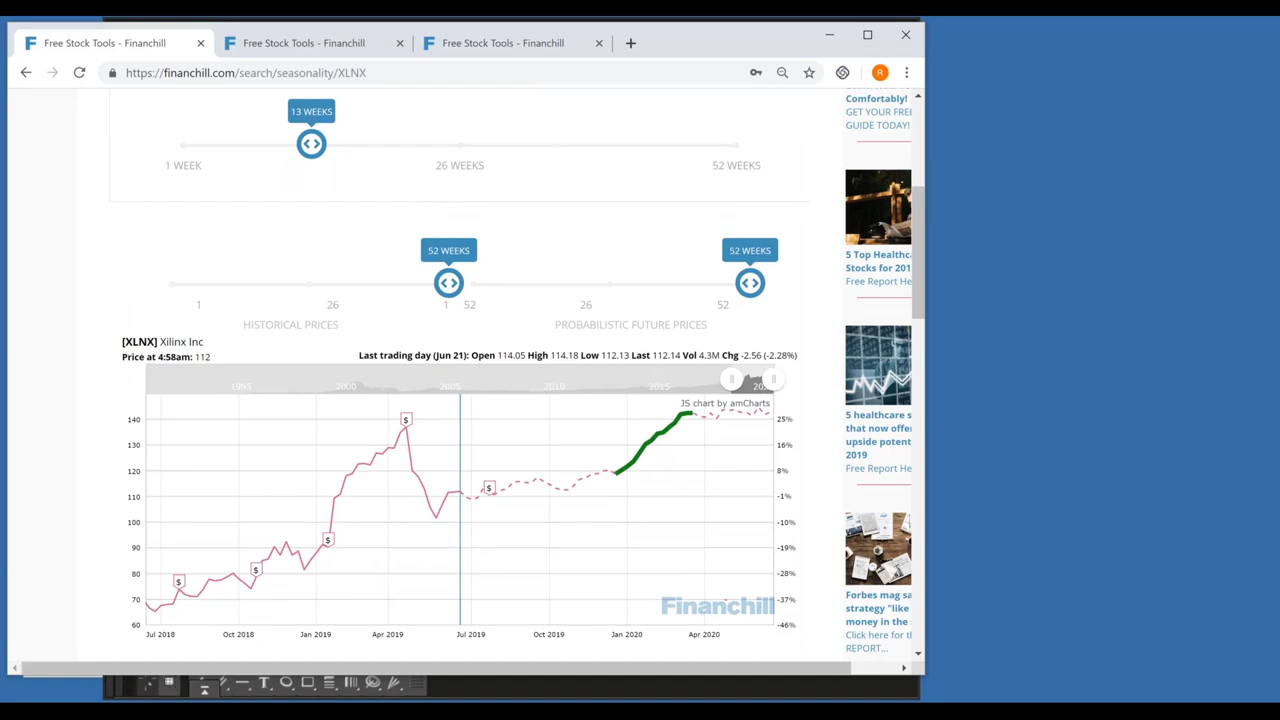 Free Stock Tools - Financhill
Free Stock Tools - Financhill
Free Stock Tools - Financhill
https://financhill.com/search/seasonality/XLNX
R
Comfortably!
GET YOUR FREE
GUIDE TODAY!
13 WEEKS
1 WEEK 26 WEEKS 52 WEEKS
52 WEEKS 52 WEEKS
5 Top Healthc
Stocks for 201
Free Report He
1 26 1 52 26 52
HISTORICAL PRICES PROBABILISTIC FUTURE PRICES
[XLNX] Xilinx Inc
Price at 4:58am: 112
Last trading day (Jun 21): Open 114.05 High 114.18 Low 112.13 Last 112.14 Vol 4.3M Chg -2.56 (-2.28%)
1995 2000 2005 2010 2015
JS chart by amCharts
140 25%
130 16%
120 8%
110 -1%
100 -10%
90 -19%
80 -28%
70 -37%
60 -46%
$
$
$
$
$
Financhill
Jul 2018 Oct 2018 Jan 2019 Apr 2019 Jul 2019 Oct 2019 Jan 2020 Apr 2020
5 healthcare s
that now offe
upside potent
2019
Free Report He
Forbes mag sa
strategy "like
money in the
Click here for t
REPORT...